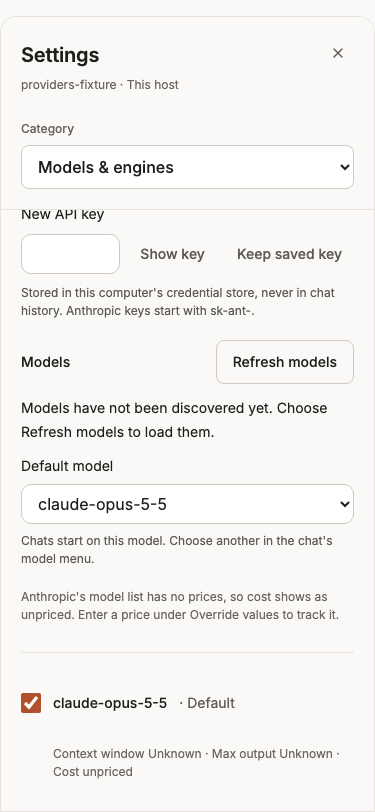 Settings
providers-fixture · This host
Category
Models & engines
New API key
Show key
Keep saved key
Stored in this computer's credential store, never in chat
history. Anthropic keys start with sk-ant-.
Models
Refresh models
Models have not been discovered yet. Choose
Refresh models to load them.
Default model
claude-opus-5-5
Chats start on this model. Choose another in the chat's
model menu.
Anthropic's model list has no prices, so cost shows as
unpriced. Enter a price under Override values to track it.
claude-opus-5-5 · Default
Context window Unknown · Max output Unknown ·
Cost unpriced